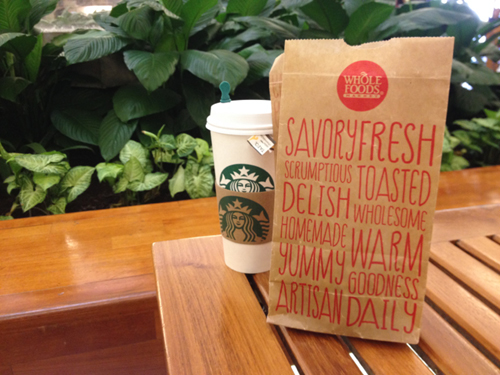 WHOLE
FOODS
MARKET
SAVORY FRESH
SCRUMPTIOUS TOASTED
DELISH WHOLESOME
HOMEMADE WARM
YUMMY GOODNESS
ARTISAN DAILY